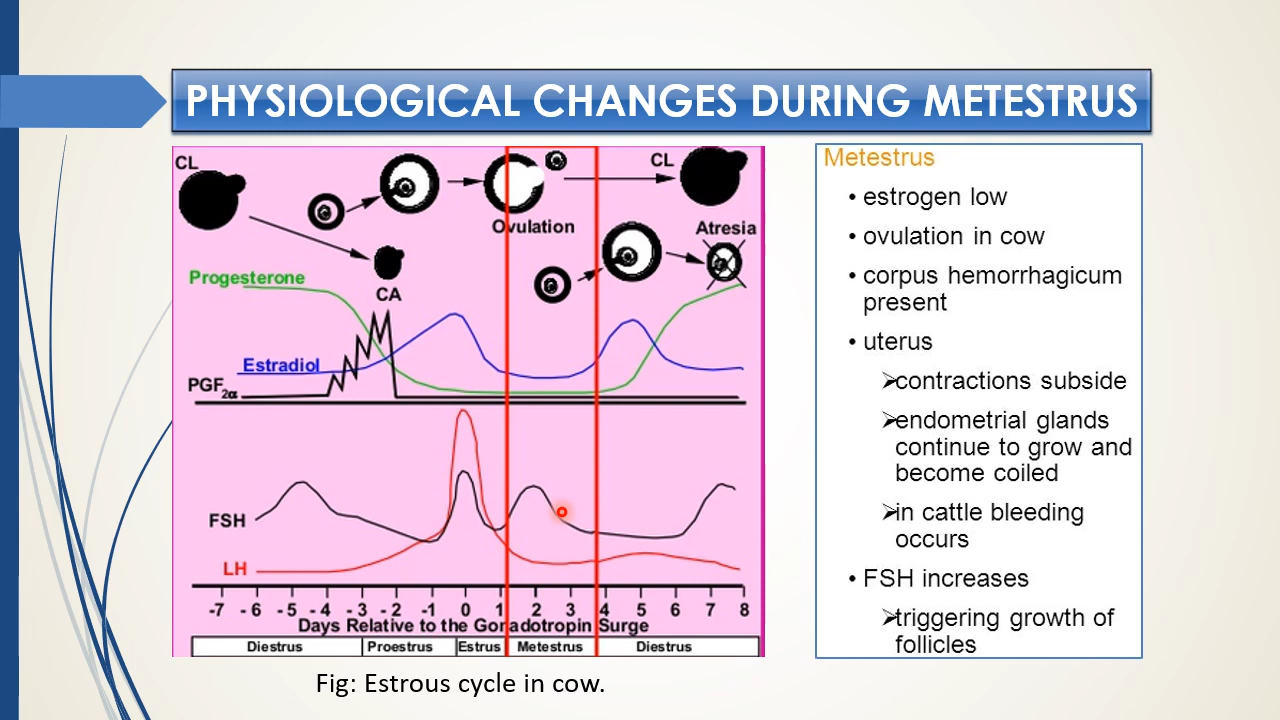 PHYSIOLOGICAL CHANGES DURING METESTRUS
CL
CL
Ovulation
Atresia
Progesterone
CA
Estradiol
PGF2α
FSH
LH
-7 -6 -5 -4 -3 -2 -1 0 1 2 3 4 5 6 7 8
Days Relative to the Gonadotropin Surge
Diestrus Proestrus Estrus Metestrus Diestrus
Fig: Estrous cycle in cow.
Metestrus
• estrogen low
• ovulation in cow
• corpus hemorrhagicum
present
• uterus
➢contractions subside
➢endometrial glands
continue to grow and
become coiled
➢in cattle bleeding
occurs
• FSH increases
➢triggering growth of
follicles